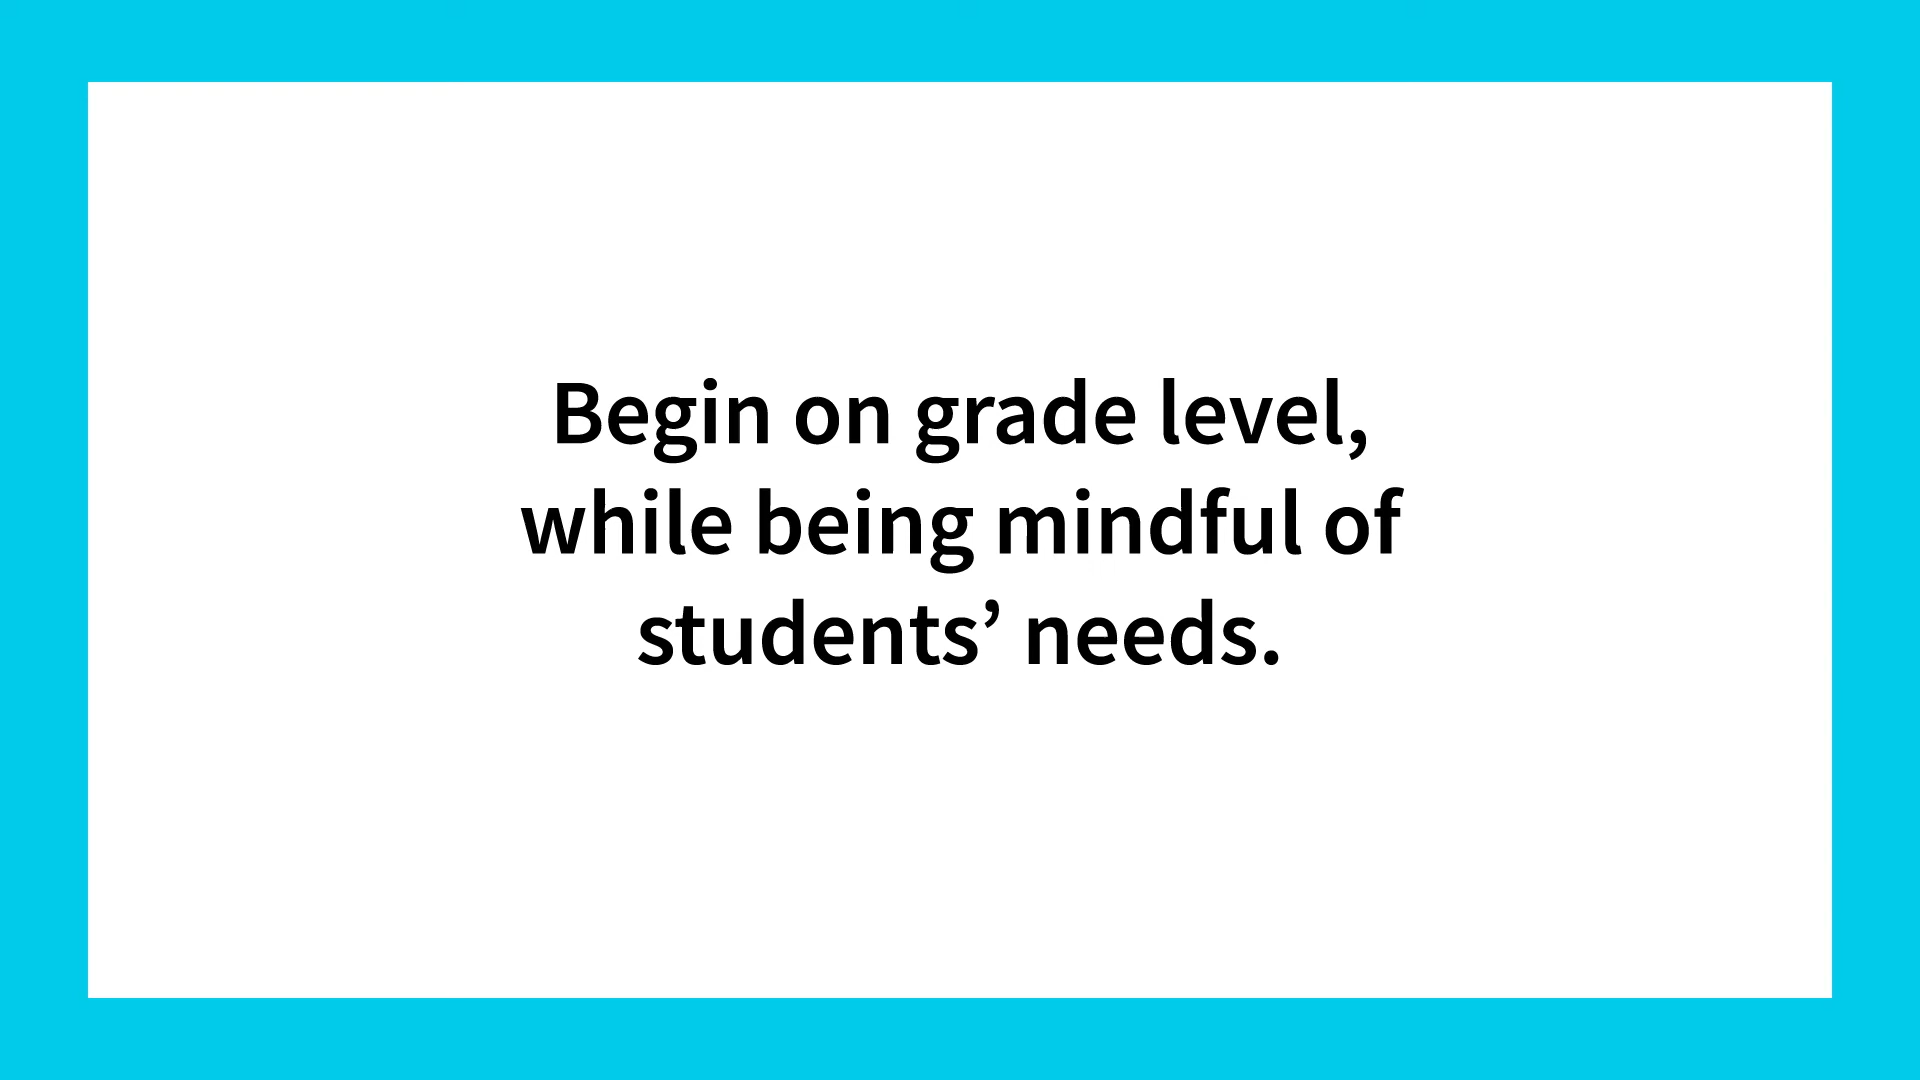 Begin on grade level,
while being mindful of
students’ needs.